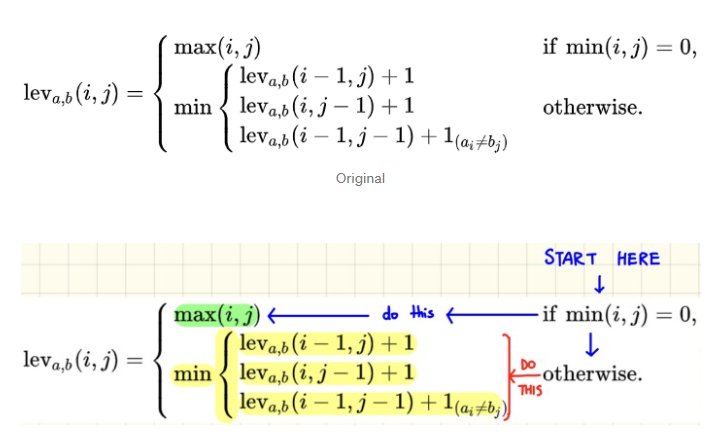 max(i, j) if min(i, j) = 0,
lev_{a,b}(i − 1, j) + 1
lev_{a,b}(i, j) = min lev_{a,b}(i, j − 1) + 1 otherwise.
lev_{a,b}(i − 1, j − 1) + 1_{(a_i≠b_j)}
Original
START HERE
↓
max(i, j) ← do this ← if min(i, j) = 0,
↓
lev_{a,b}(i − 1, j) + 1
lev_{a,b}(i, j) = min lev_{a,b}(i, j − 1) + 1 ← DO THIS otherwise.
lev_{a,b}(i − 1, j − 1) + 1_{(a_i≠b_j)}